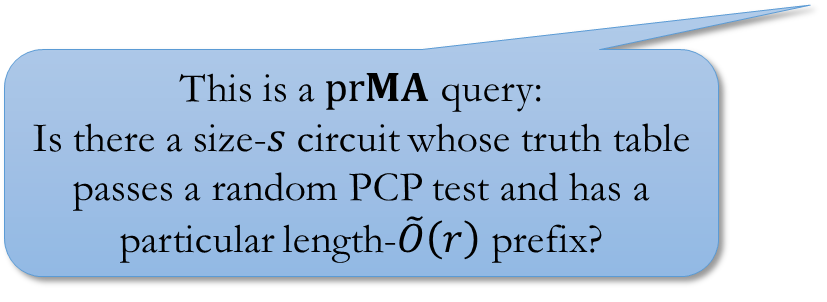 This is a prMA query:
Is there a size-𝑠 circuit whose truth table
passes a random PCP test and has a
particular length-Õ(𝑟) prefix?